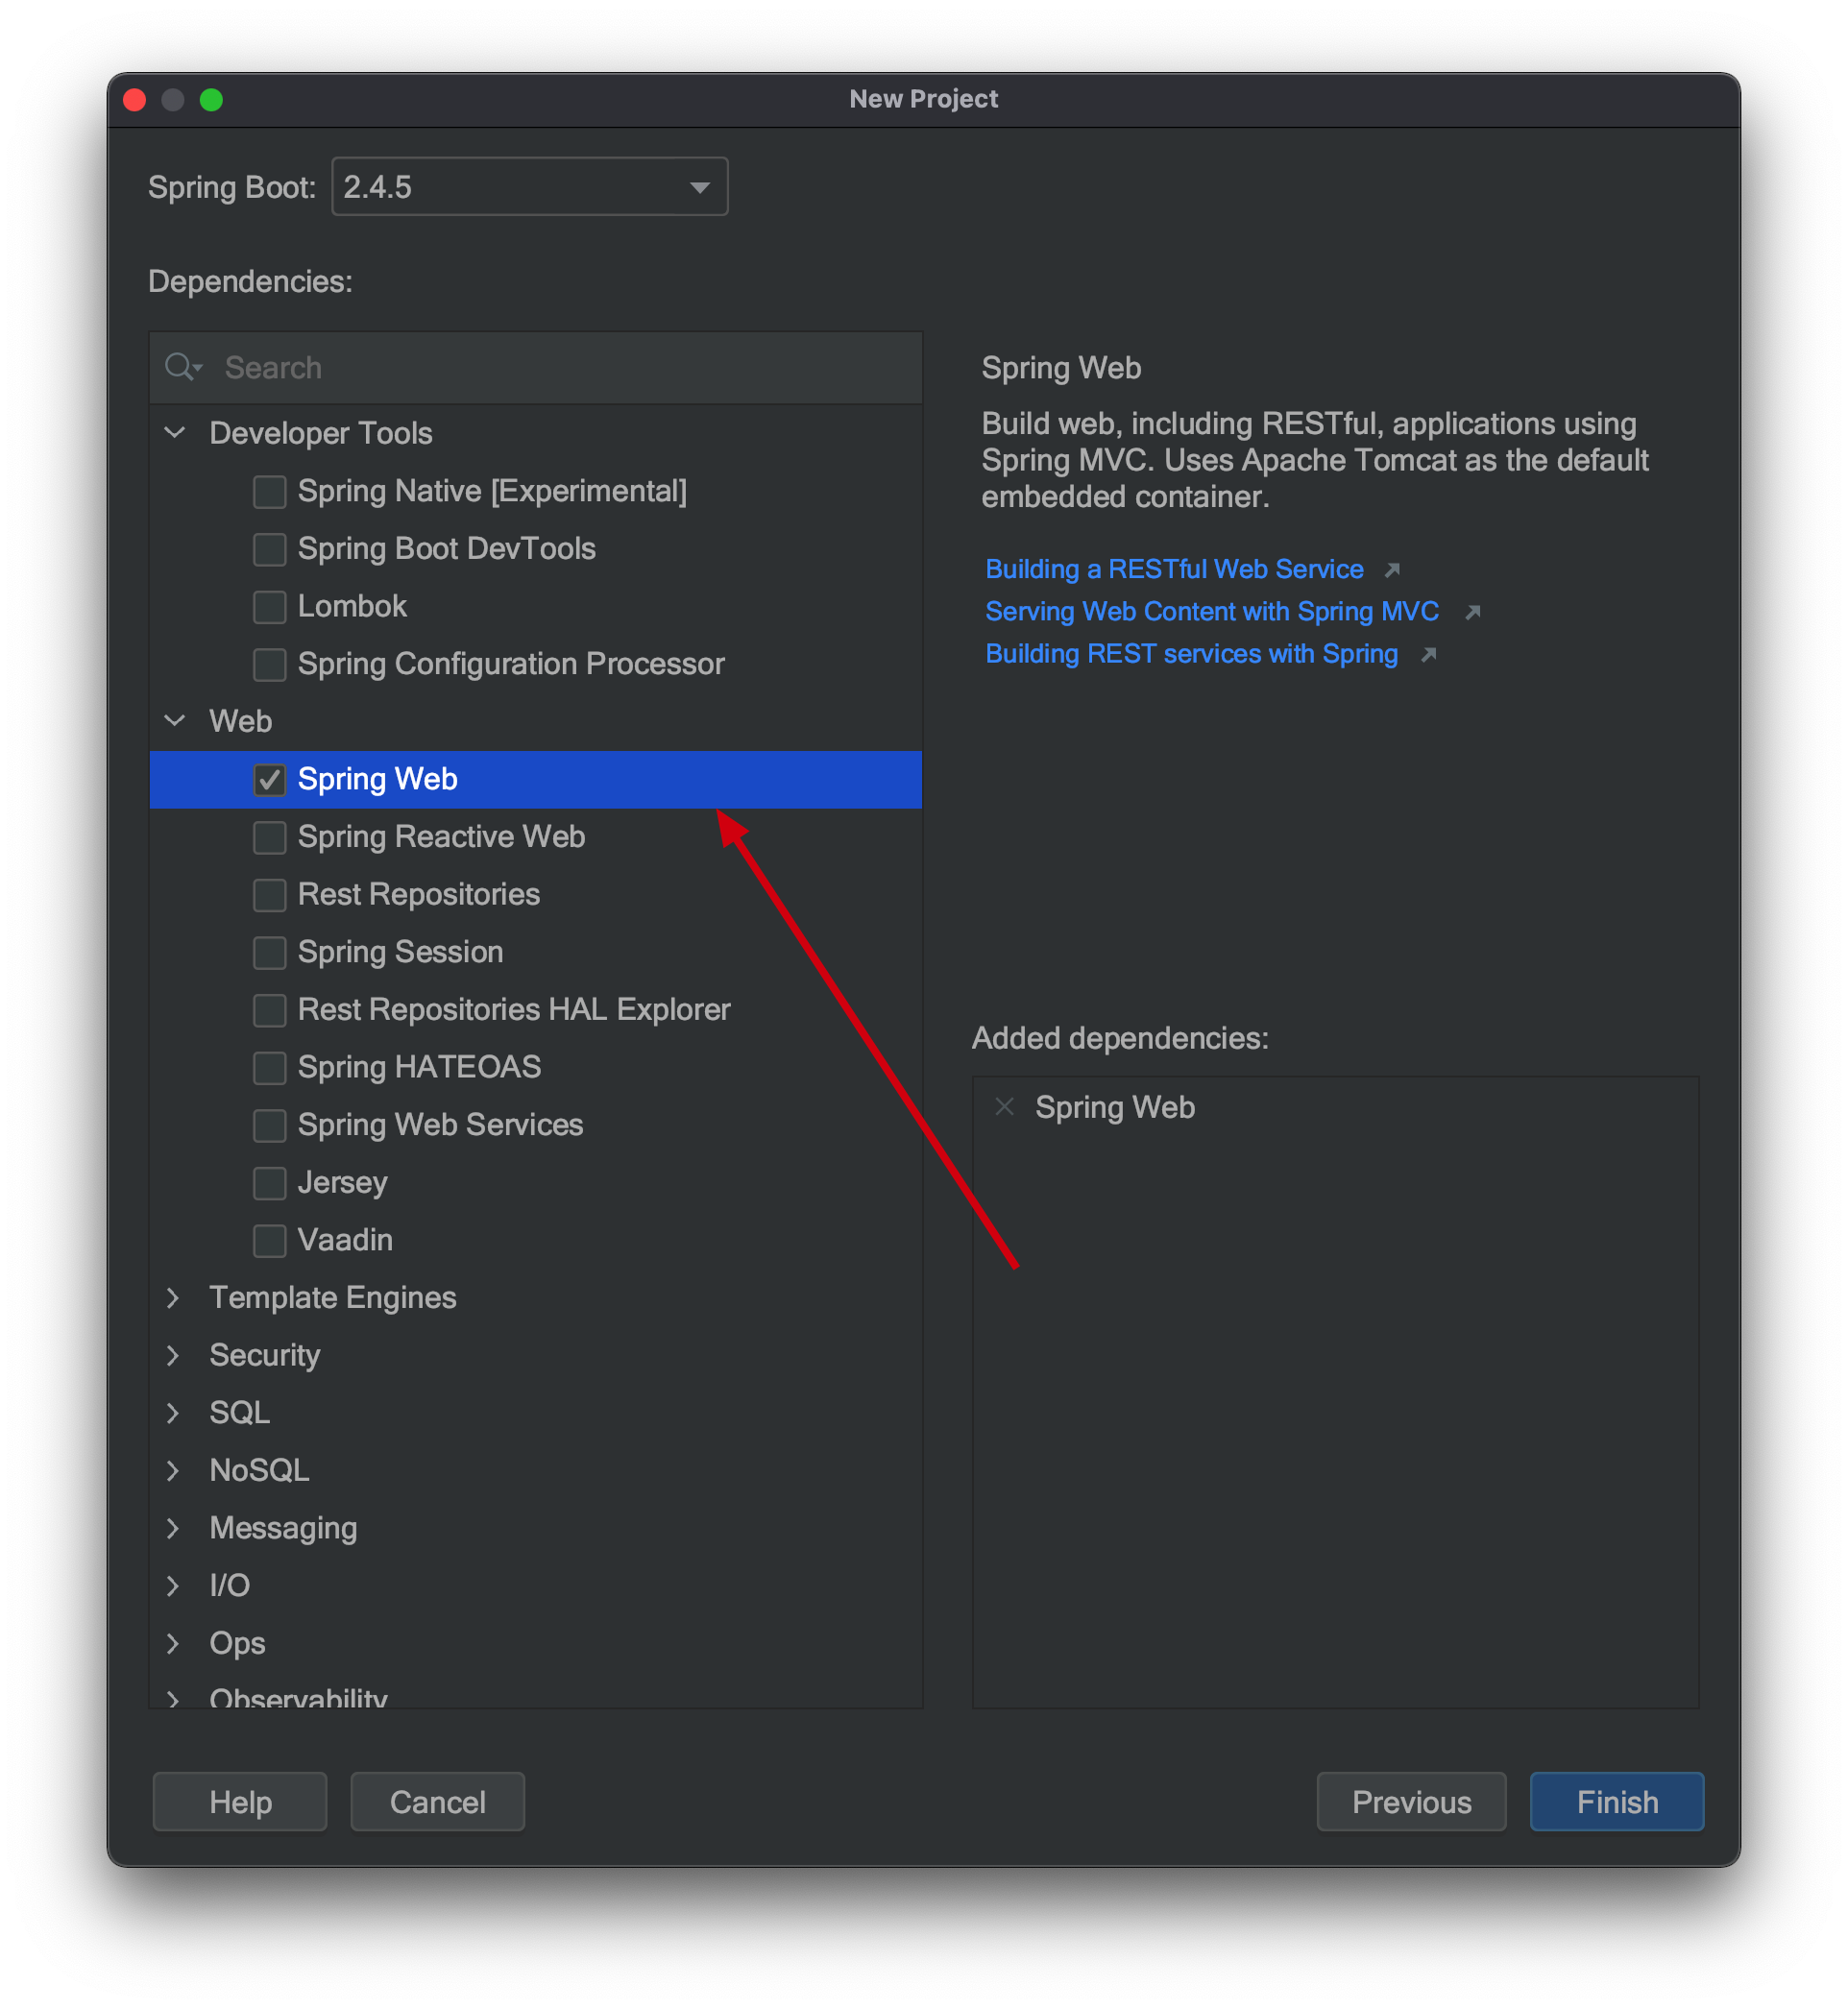 New Project
Spring Boot: 2.4.5
Dependencies:
Search
Developer Tools
Spring Native [Experimental]
Spring Boot DevTools
Lombok
Spring Configuration Processor
Web
Spring Web
Spring Reactive Web
Rest Repositories
Spring Session
Rest Repositories HAL Explorer
Spring HATEOAS
Spring Web Services
Jersey
Vaadin
Template Engines
Security
SQL
NoSQL
Messaging
I/O
Ops
Observability
Spring Web
Build web, including RESTful, applications using
Spring MVC. Uses Apache Tomcat as the default
embedded container.
Building a RESTful Web Service
Serving Web Content with Spring MVC
Building REST services with Spring
Added dependencies:
Spring Web
Help
Cancel
Previous
Finish